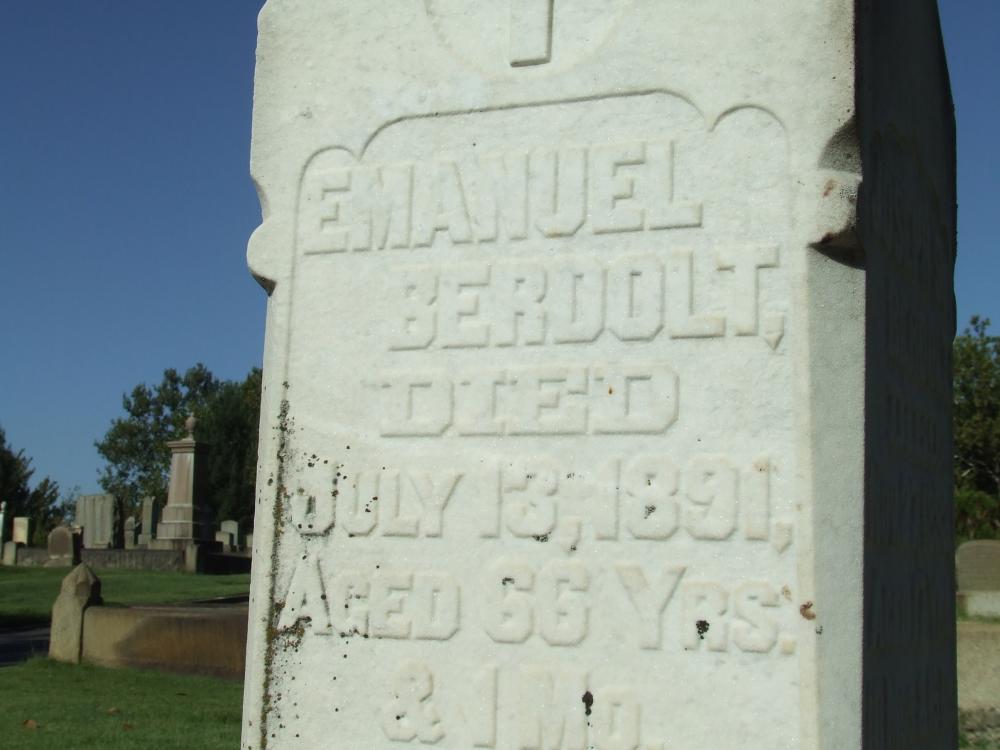 EMANUEL
BERDOLT,
DIED
JULY 13, 1891,
AGED 66 YRS.
& 1 MO.